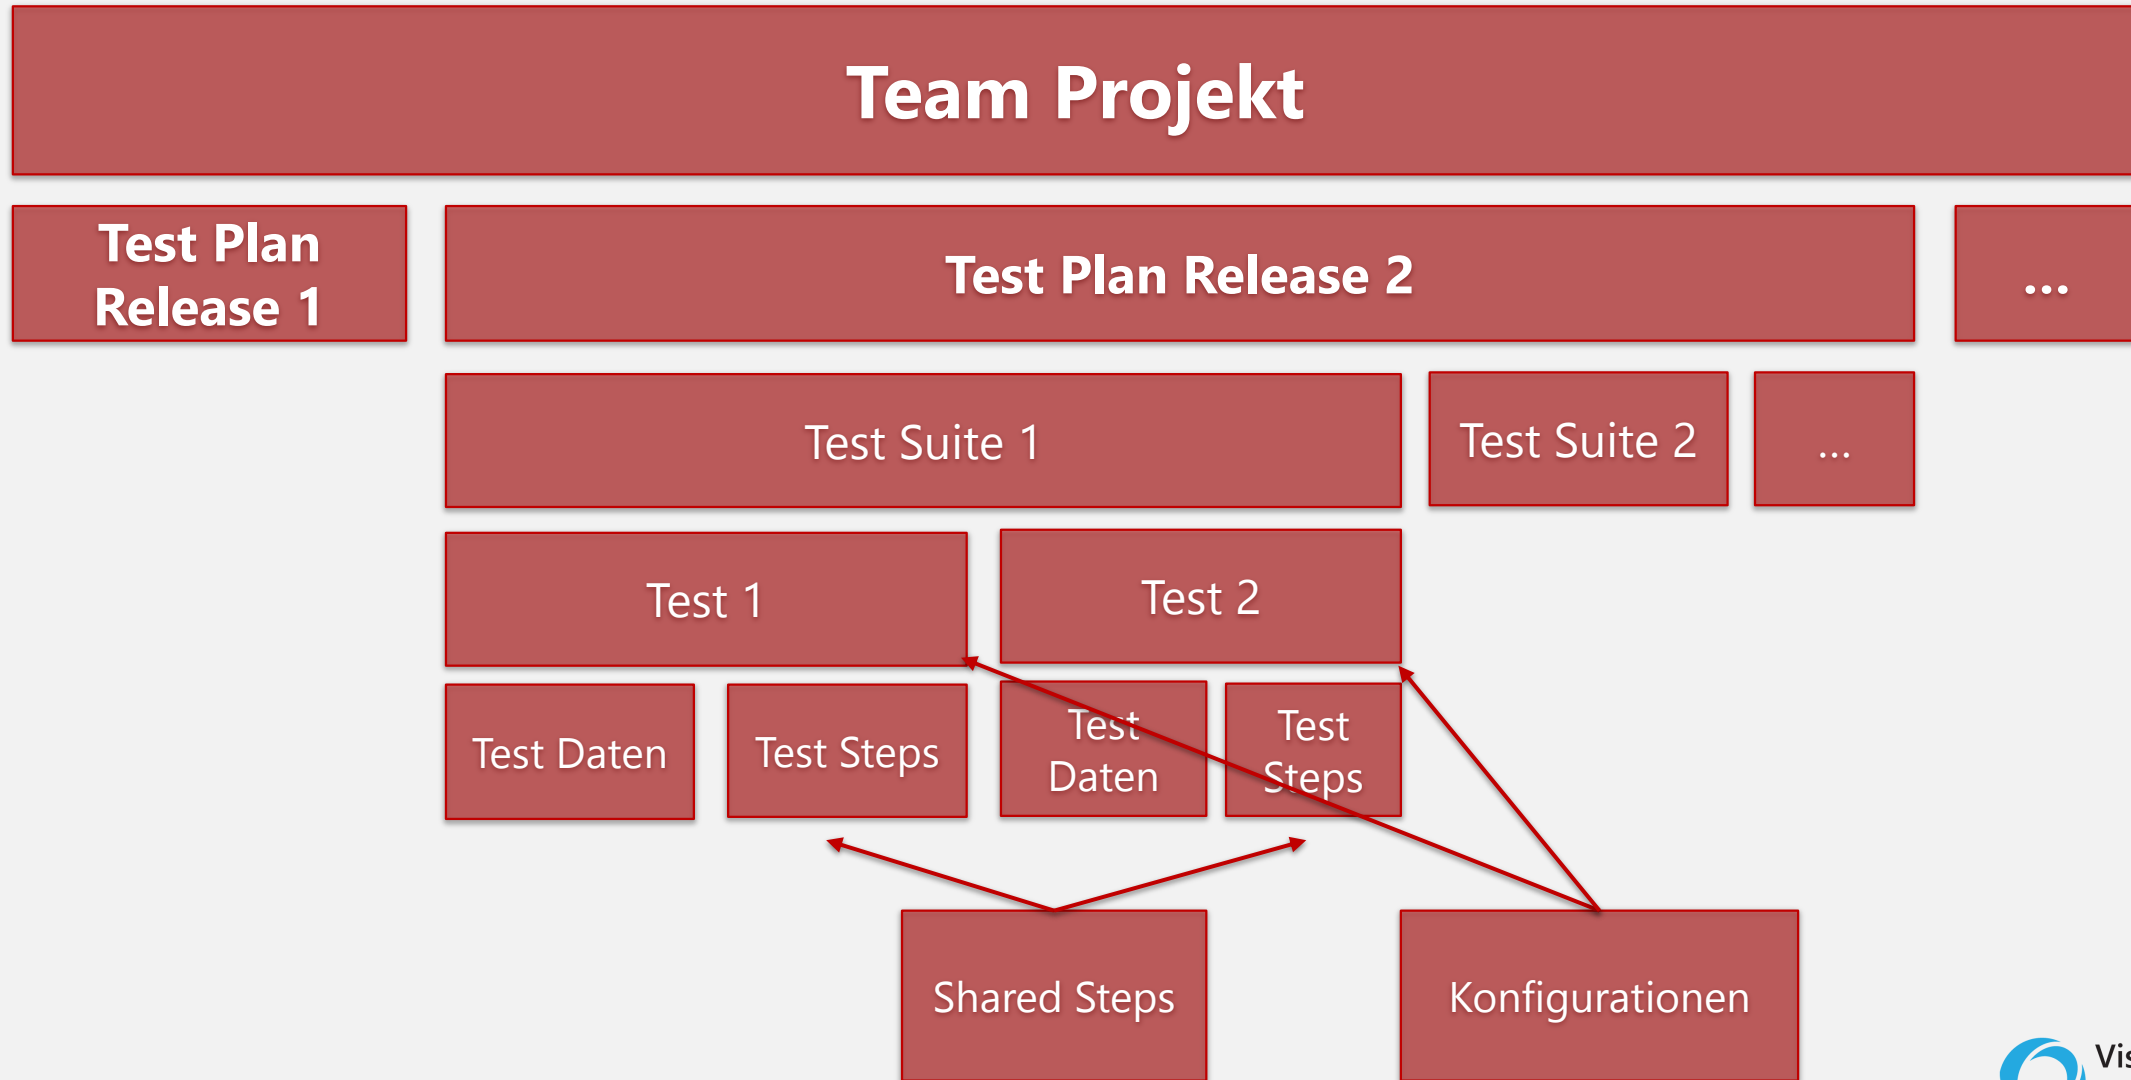 Team Projekt
Test Plan
Release 1
Test Plan Release 2
...
Test Suite 1
Test Suite 2
...
Test 1
Test 2
Test Daten
Test Steps
Test
Daten
Test
Steps
Shared Steps
Konfigurationen